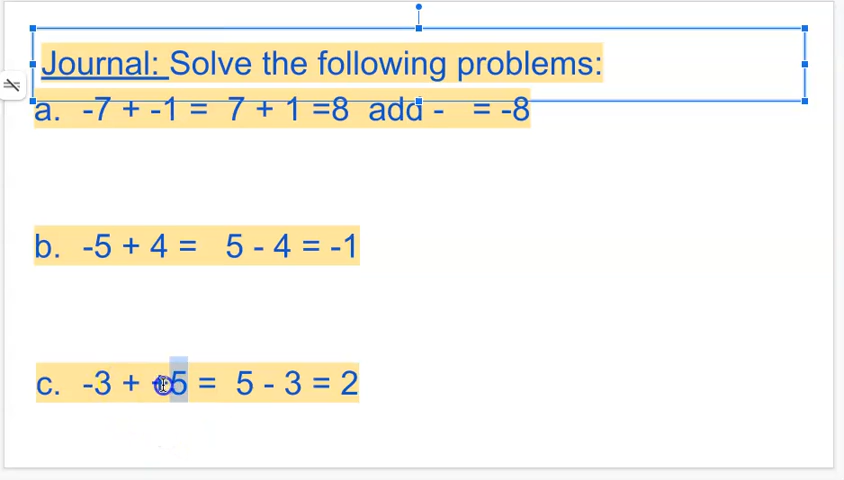 Journal: Solve the following problems:
a. -7 + -1 = 7 + 1 =8 add - = -8
b. -5 + 4 = 5 - 4 = -1
c. -3 + 5 = 5 - 3 = 2